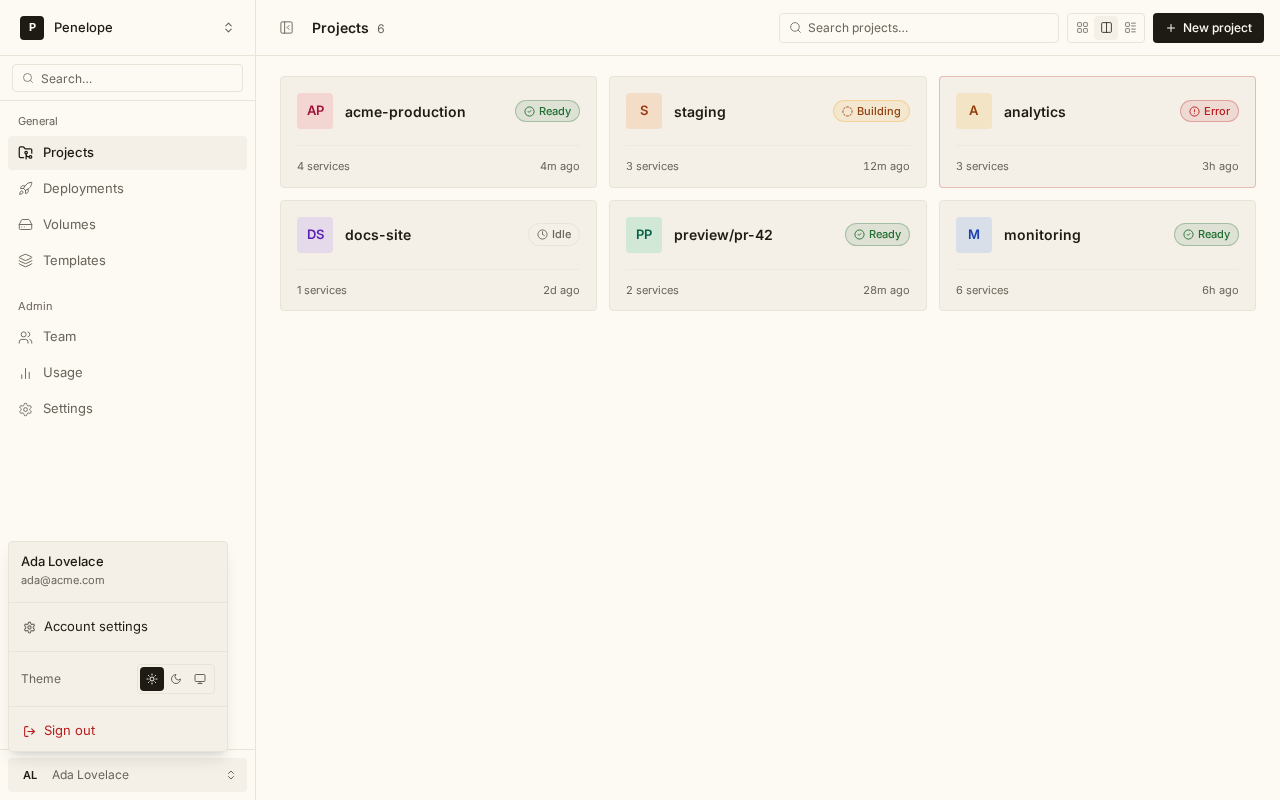 P Penelope
Search...
General
Projects
Deployments
Volumes
Templates
Admin
Team
Usage
Settings
Ada Lovelace
ada@acme.com
Account settings
Theme
Sign out
AL Ada Lovelace
Projects 6
Search projects...
New project
AP acme-production Ready
4 services 4m ago
S staging Building
3 services 12m ago
A analytics Error
3 services 3h ago
DS docs-site Idle
1 services 2d ago
PP preview/pr-42 Ready
2 services 28m ago
M monitoring Ready
6 services 6h ago